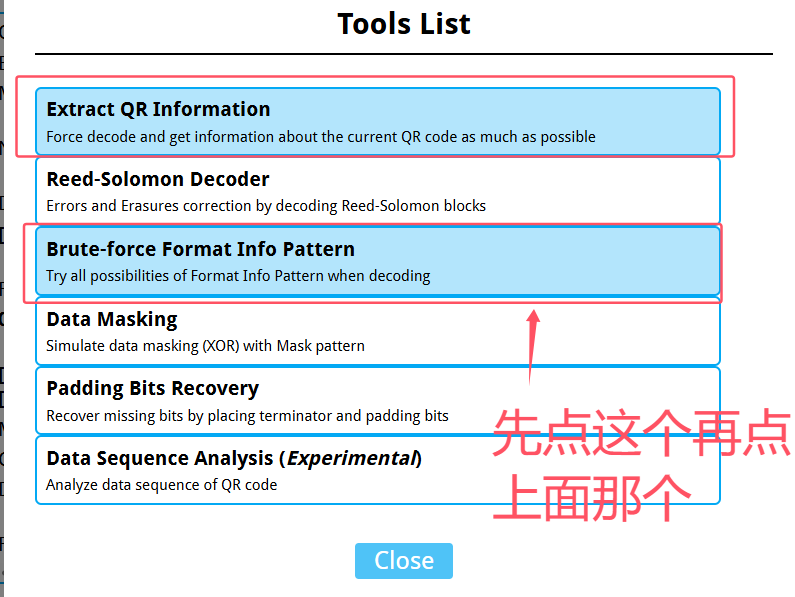 Tools List
Extract QR Information
Force decode and get information about the current QR code as much as possible
Reed-Solomon Decoder
Errors and Erasures correction by decoding Reed-Solomon blocks
Brute-force Format Info Pattern
Try all possibilities of Format Info Pattern when decoding
Data Masking
Simulate data masking (XOR) with Mask pattern
Padding Bits Recovery
Recover missing bits by placing terminator and padding bits
先点这个再点
上面那个
Data Sequence Analysis (Experimental)
Analyze data sequence of QR code
Close